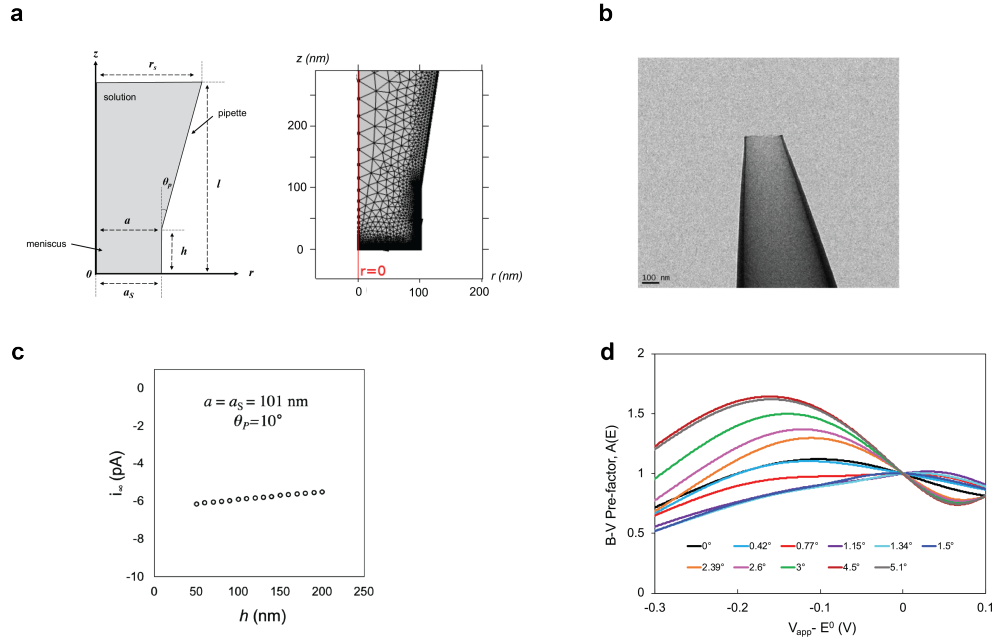 a
z
r_s
solution
pipette
θ_P
l
a
meniscus
h
0
r
a_S
z (nm)
200
100
0
r=0
r (nm)
0
100
200
b
100 nm
c
0
-2
-4
-6
-8
-10
i∞ (pA)
a = a_S = 101 nm
θ_P=10°
0
50
100
150
200
250
h (nm)
d
2
1.5
1
0.5
0
B-V Pre-factor, A(E)
0°
0.42°
0.77°
1.15°
1.34°
1.5°
2.39°
2.6°
3°
4.5°
5.1°
-0.3
-0.2
-0.1
0
0.1
V_app- E⁰ (V)